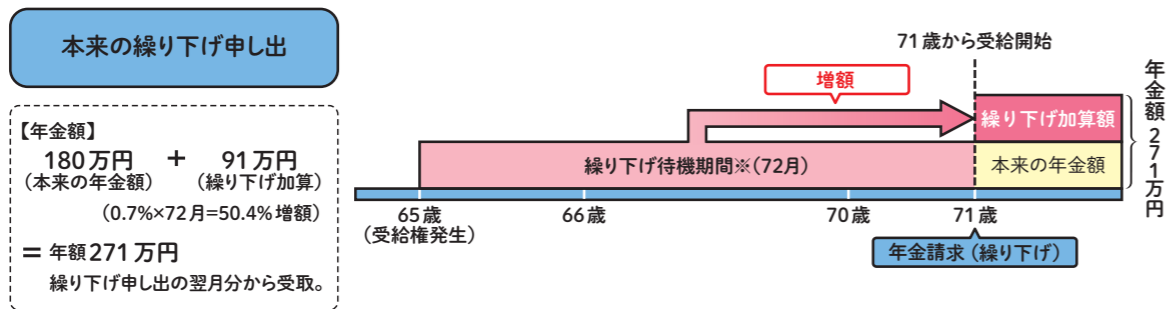 本来の繰り下げ申し出
【年金額】
180万円 + 91万円
(本来の年金額) (繰り下げ加算)
(0.7%×72月=50.4%増額)
= 年額271万円
繰り下げ申し出の翌月分から受取。
71歳から受給開始
増額
繰り下げ加算額
繰り下げ待機期間※(72月)
本来の年金額
年金額271万円
65歳 66歳 70歳 71歳
(受給権発生)
年金請求(繰り下げ)